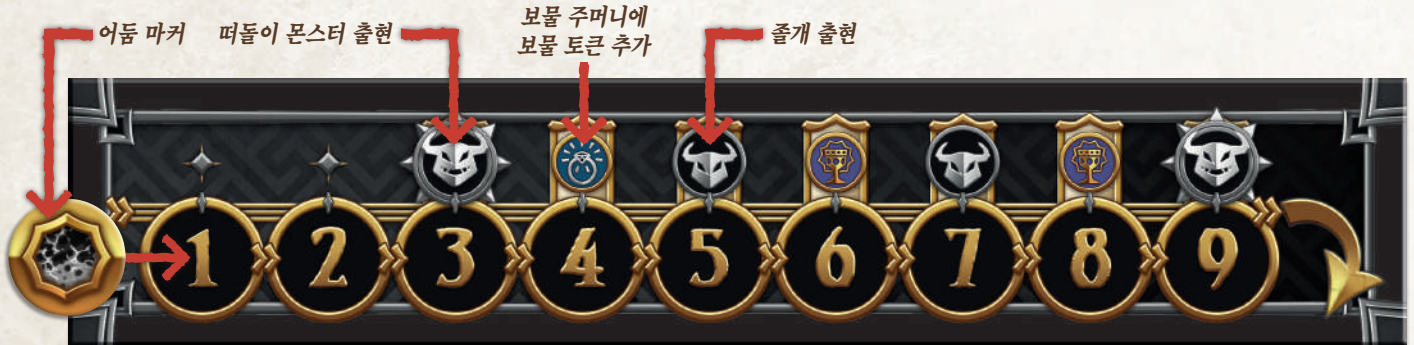 어둠 마커
떠돌이 몬스터 출현
보물 주머니에
보물 토큰 추가
졸개 출현
1 2 3 4 5 6 7 8 9